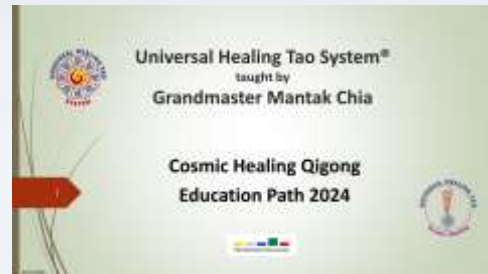 Universal Healing Tao System®
taught by
Grandmaster Mantak Chia
Cosmic Healing Qigong
Education Path 2024